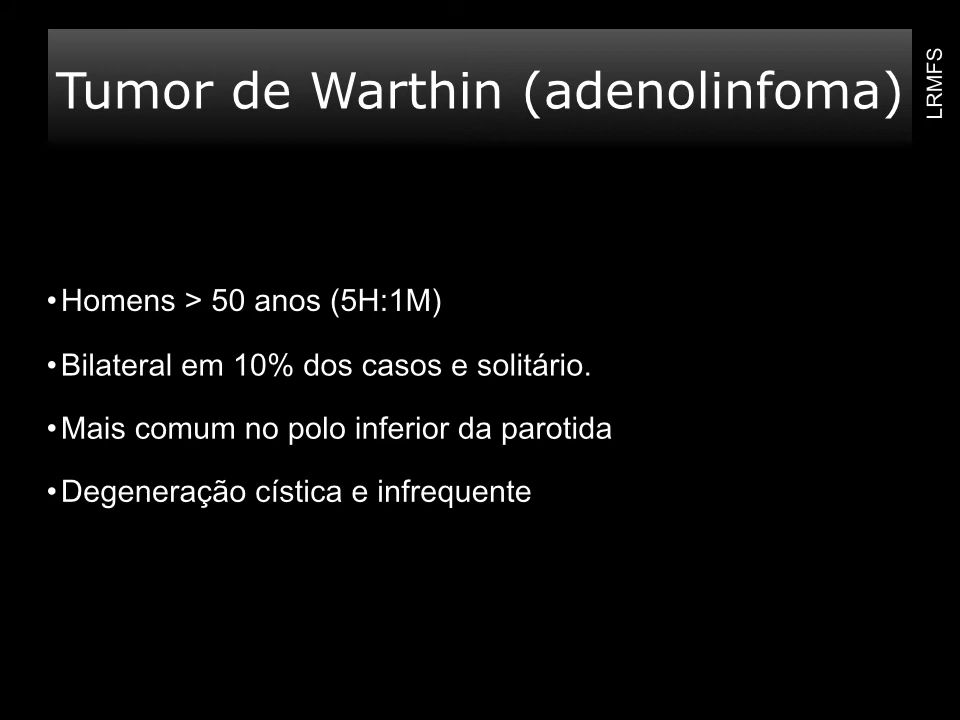 Tumor de Warthin (adenolinfoma)
LRMFS
•Homens > 50 anos (5H:1M)
•Bilateral em 10% dos casos e solitário.
•Mais comum no polo inferior da parotida
•Degeneração cística e infrequente